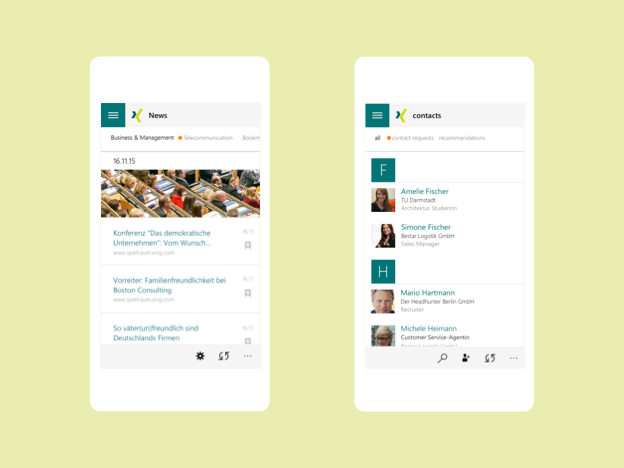 News
Business & Management Telecommunication Bookm
16.11.15
Konferenz "Das demokratische
Unternehmen": Vom Wunsch...
16.11
www.spielraum.xing.com
Vorreiter: Familienfreundlichkeit bei
Boston Consulting
16.11
www.spielraum.xing.com
So väter(un)freundlich sind
Deutschlands Firmen
16.11
contacts
all contact requests recommendations
F
Amelie Fischer
TU Darmstadt
Architektur Studentin
Simone Fischer
Bestar Logistik GmbH
Sales Manager
H
Mario Hartmann
Der Headhunter Berlin GmbH
Recruiter
Michele Heimann
Customer Service-Agentin
Bestar Logistik GmbH